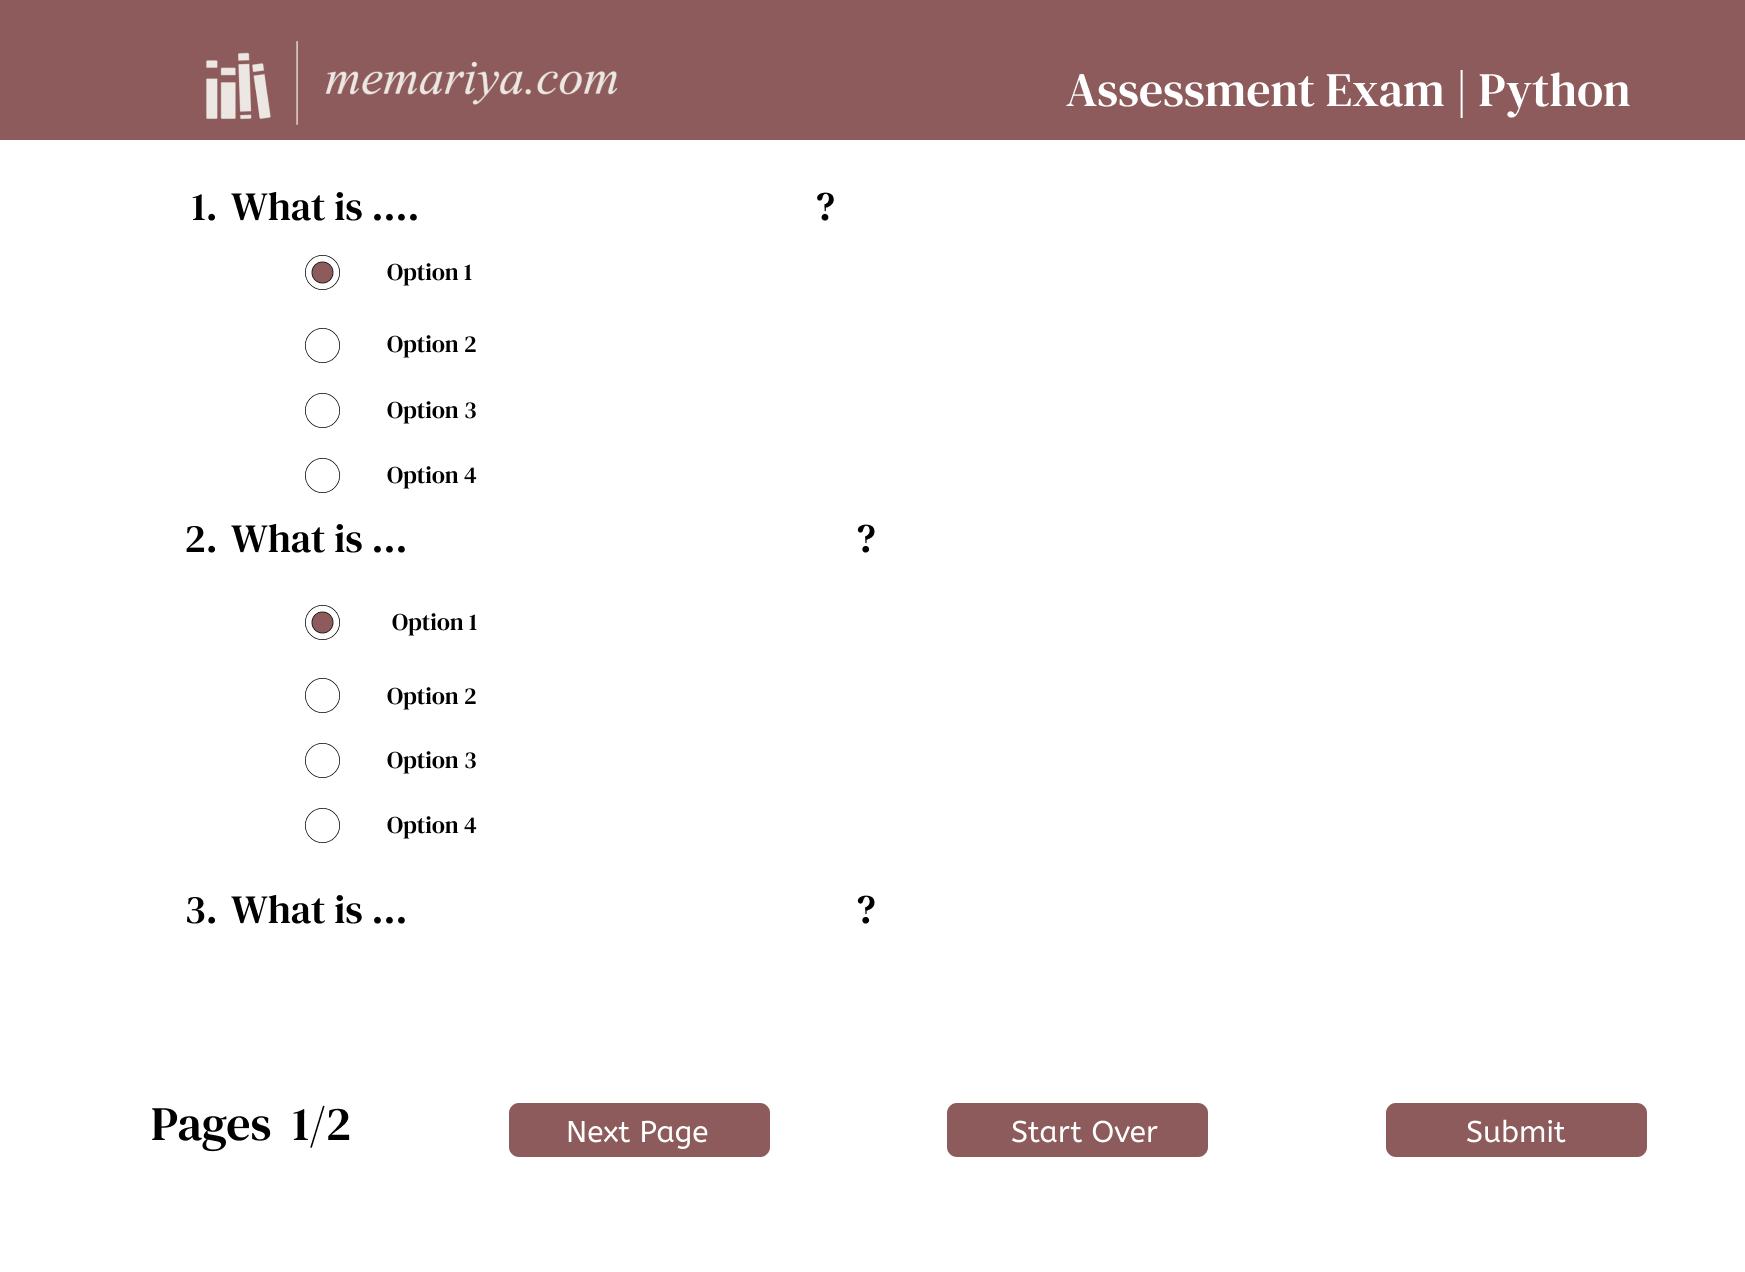 memariya.com
Assessment Exam | Python
1. What is .... ?
Option 1
Option 2
Option 3
Option 4
2. What is ... ?
Option 1
Option 2
Option 3
Option 4
3. What is ... ?
Pages 1/2
Next Page
Start Over
Submit